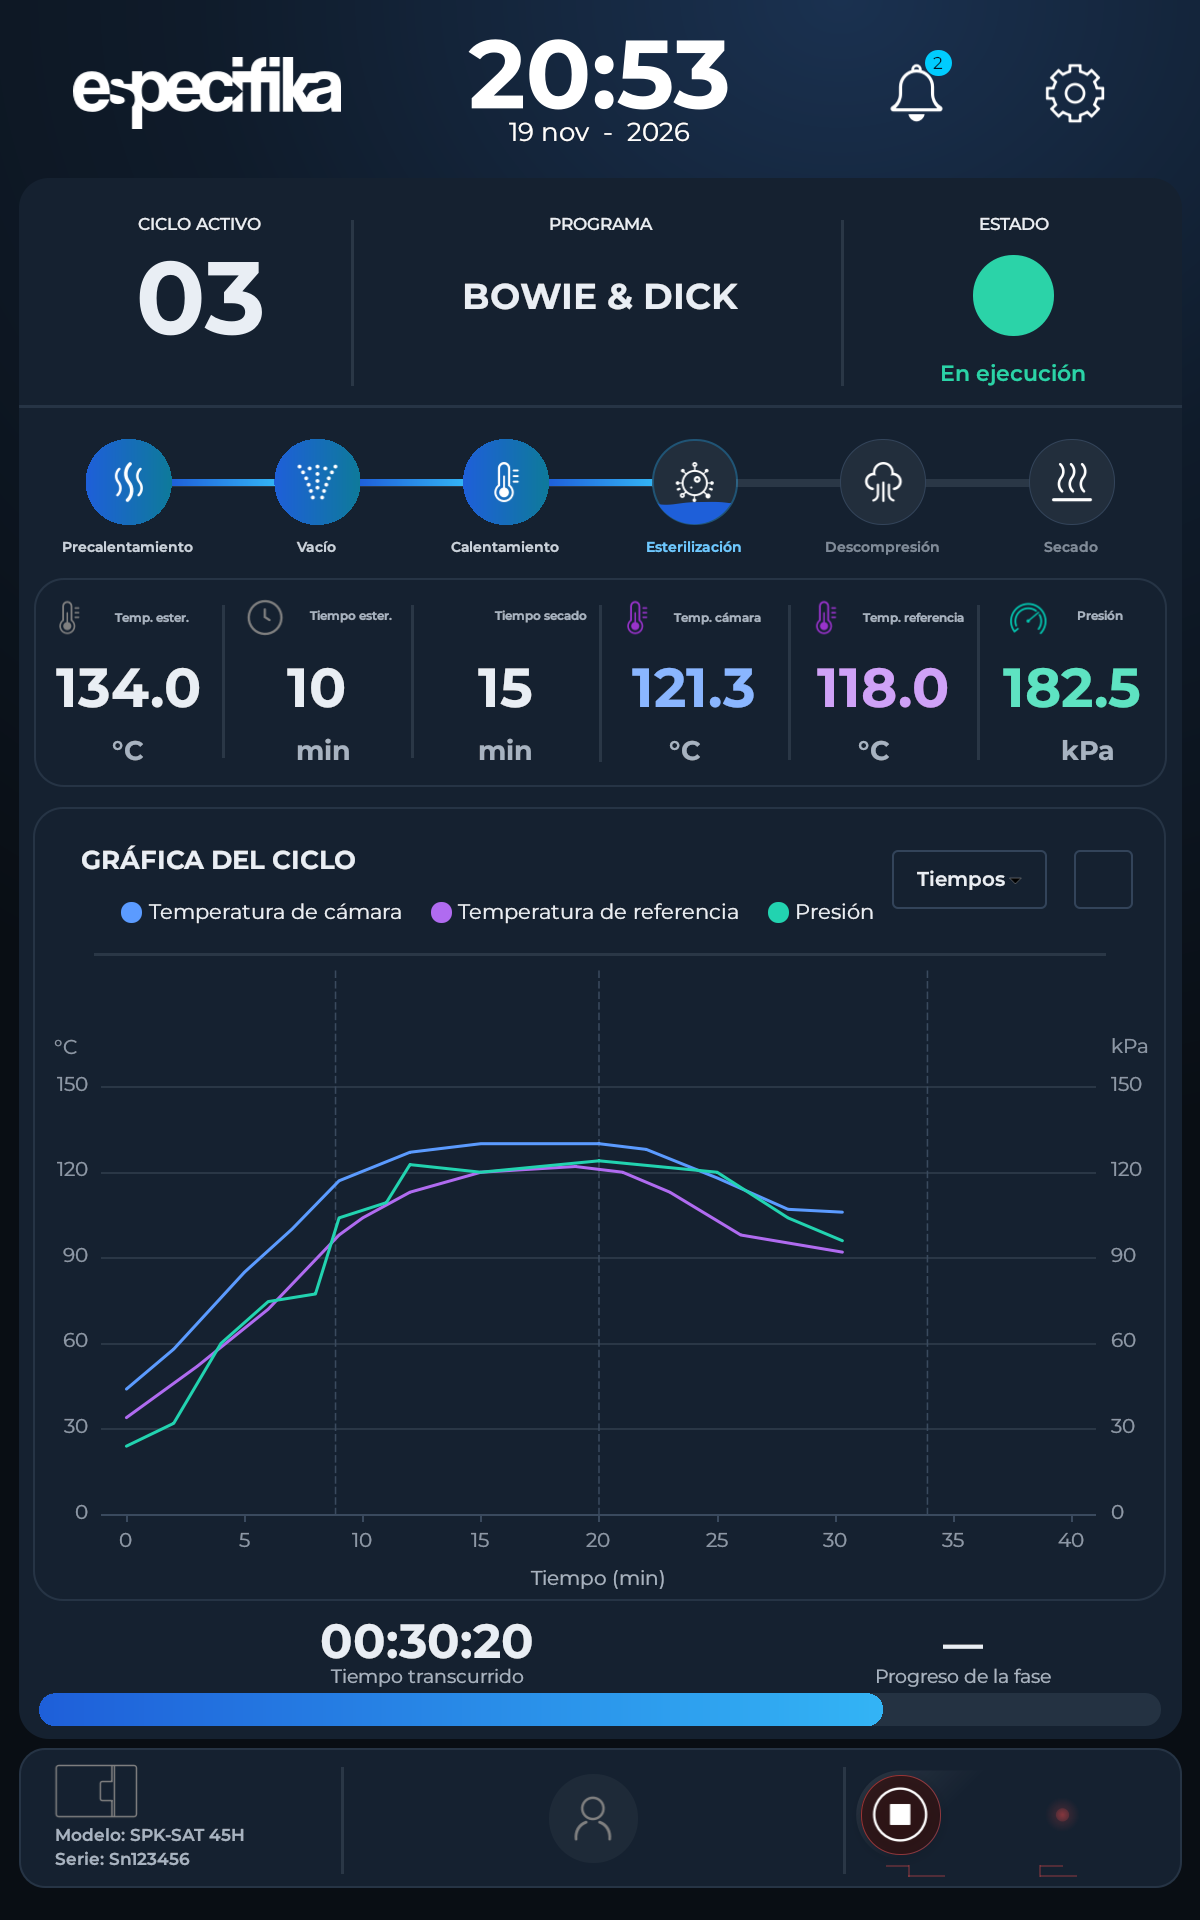 especifika
20:53
19 nov - 2026
2
CICLO ACTIVO
PROGRAMA
ESTADO
03
BOWIE & DICK
En ejecución
Precalentamiento
Vacío
Calentamiento
Esterilización
Descompresión
Secado
Temp. ester.
Tiempo ester.
Tiempo secado
Temp. cámara
Temp. referencia
Presión
134.0
10
15
121.3
118.0
182.5
°C
min
min
°C
°C
kPa
GRÁFICA DEL CICLO
Tiempos
Temperatura de cámara
Temperatura de referencia
Presión
°C
kPa
150
150
120
120
90
90
60
60
30
30
0
0
0 5 10 15 20 25 30 35 40
Tiempo (min)
00:30:20
—
Tiempo transcurrido
Progreso de la fase
Modelo: SPK-SAT 45H
Serie: Sn123456